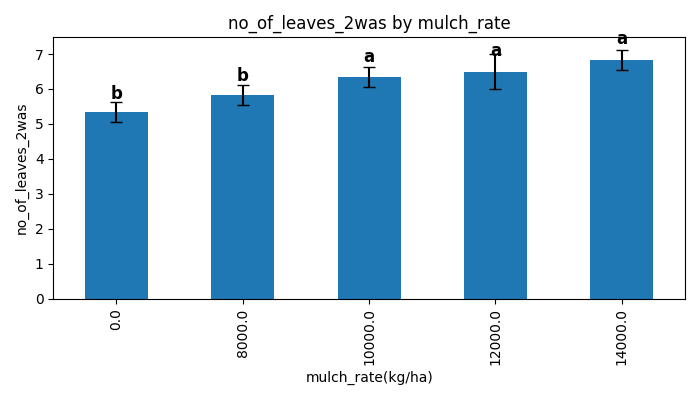 no_of_leaves_2was by mulch_rate
no_of_leaves_2was
7
6
5
4
3
2
1
0
b
b
a
a
a
0.0
8000.0
10000.0
12000.0
14000.0
mulch_rate(kg/ha)